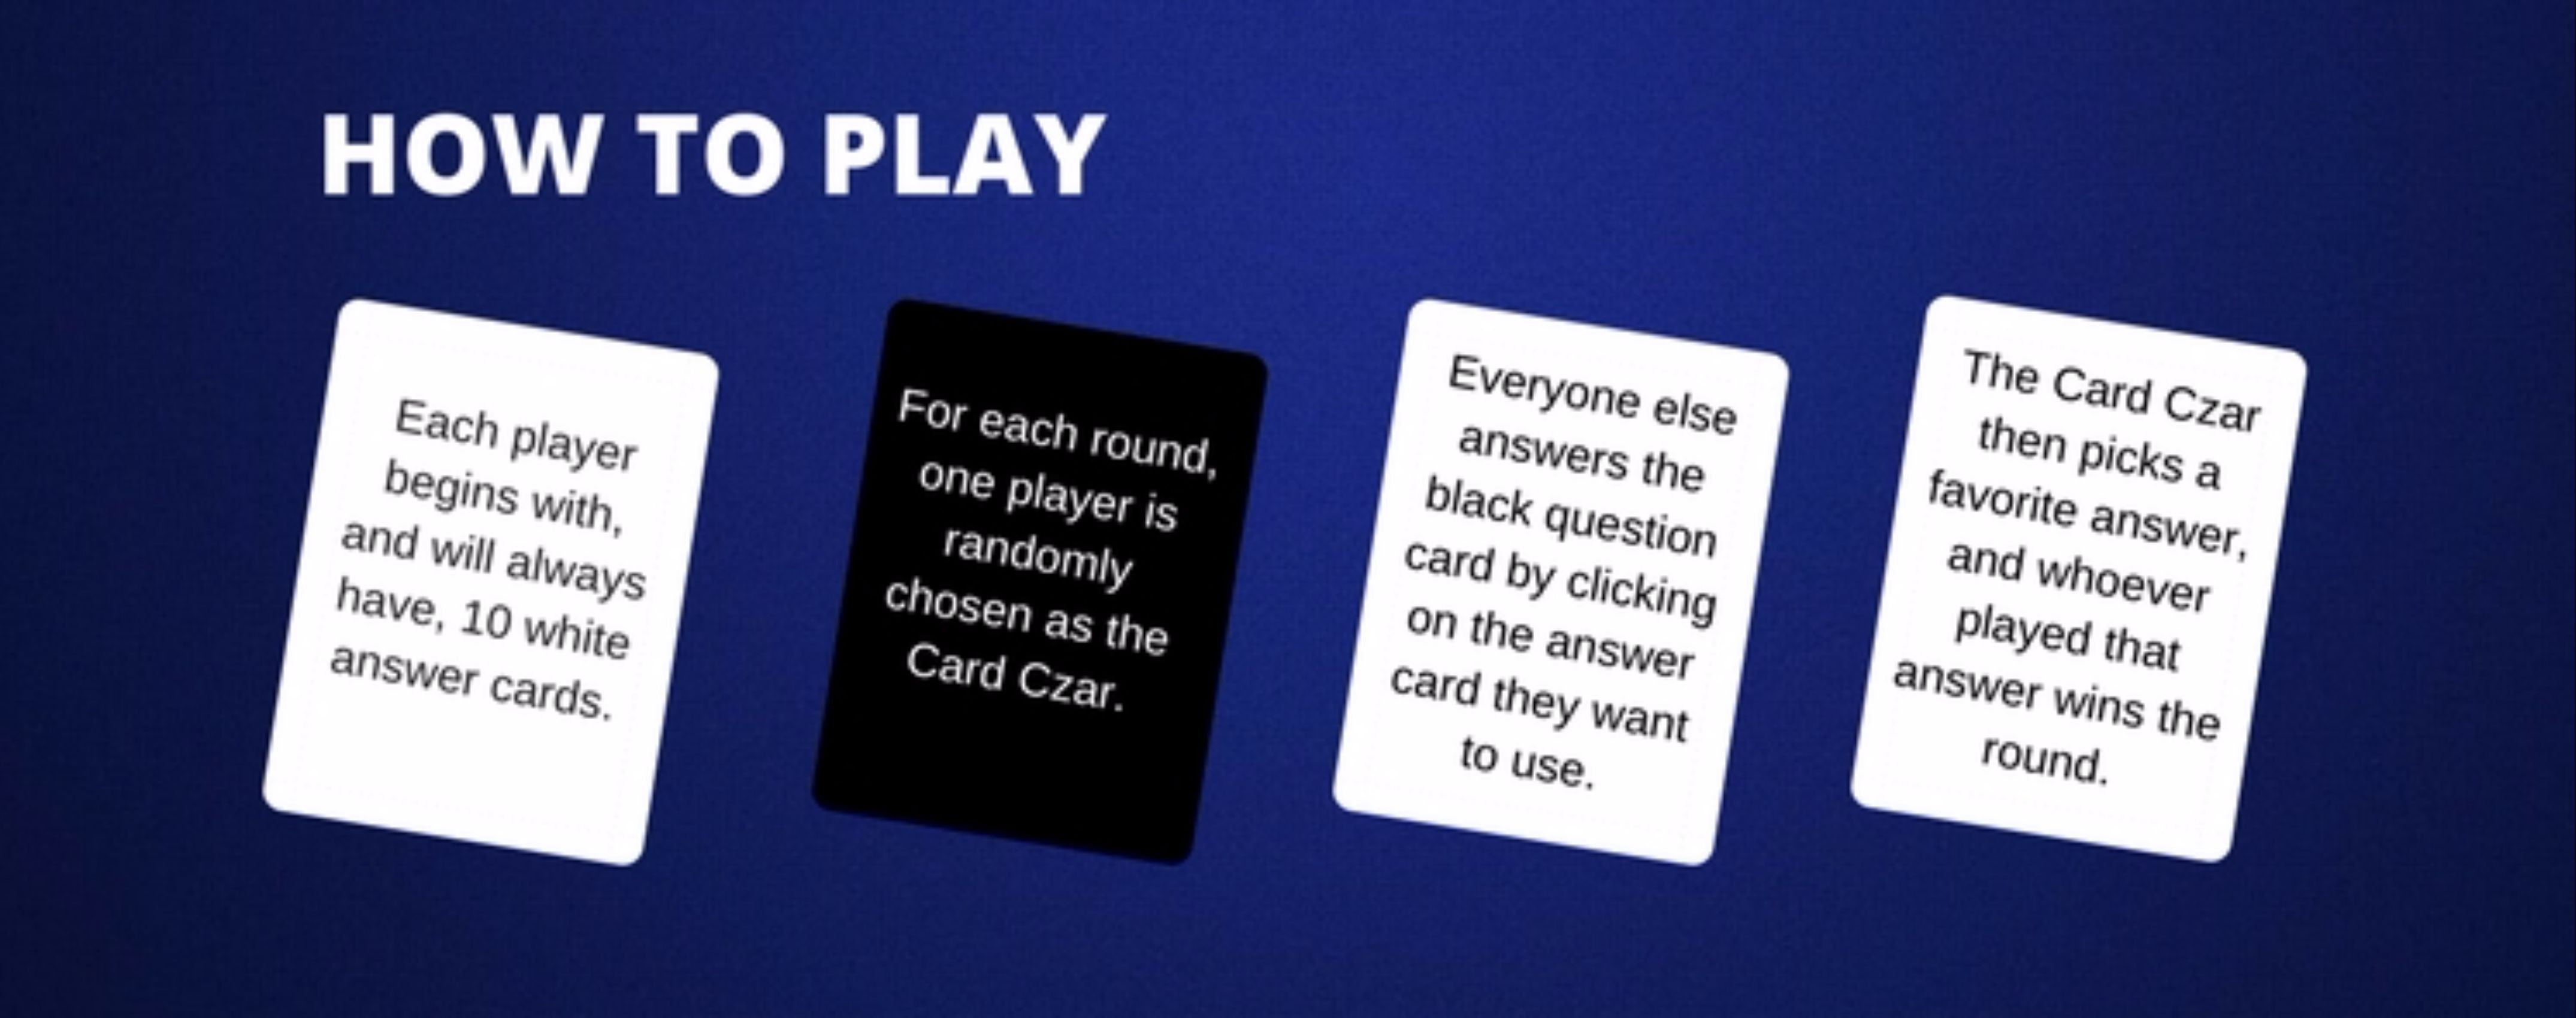 HOW TO PLAY
Each player
begins with,
and will always
have, 10 white
answer cards.
For each round,
one player is
randomly
chosen as the
Card Czar.
Everyone else
answers the
black question
card by clicking
on the answer
card they want
to use.
The Card Czar
then picks a
favorite answer,
and whoever
played that
answer wins the
round.